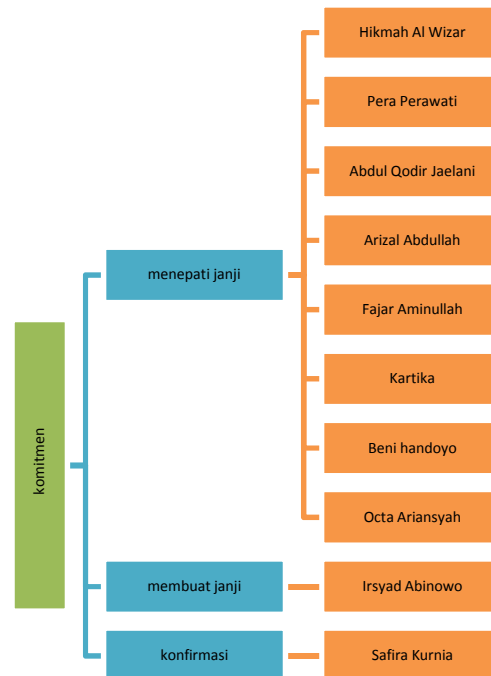 komitmen
menepati janji
Hikmah Al Wizar
Pera Perawati
Abdul Qodir Jaelani
Arizal Abdullah
Fajar Aminullah
Kartika
Beni handoyo
Octa Ariansyah
membuat janji
Irsyad Abinowo
konfirmasi
Safira Kurnia